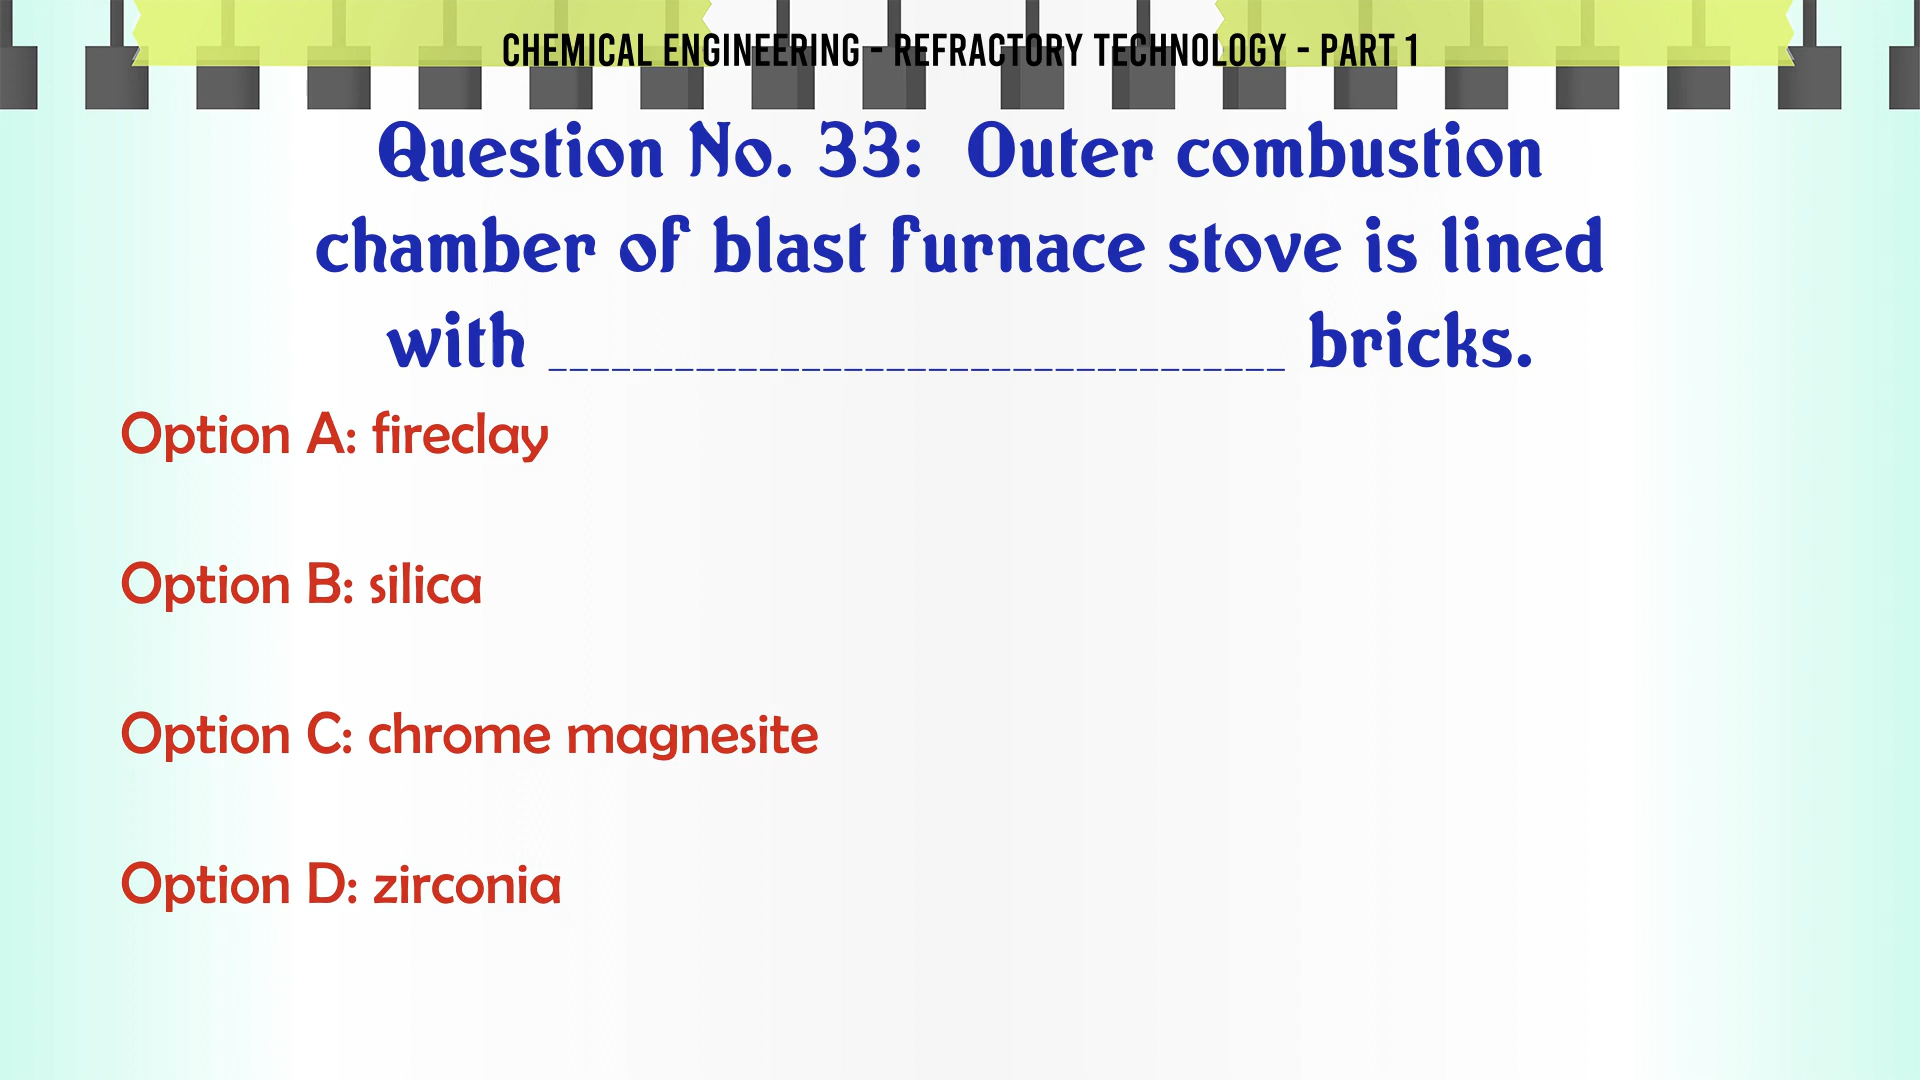 CHEMICAL ENGINEERING - REFRACTORY TECHNOLOGY - PART 1
Question No. 33: Outer combustion
chamber of blast furnace stove is lined
with ___________________________________ bricks.
Option A: fireclay
Option B: silica
Option C: chrome magnesite
Option D: zirconia